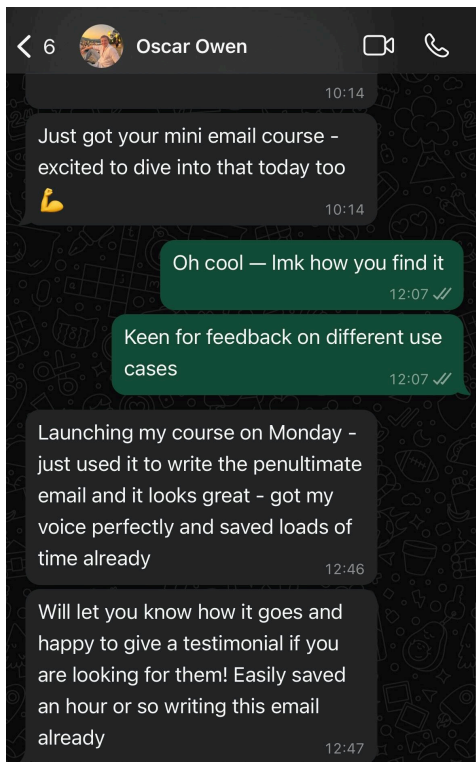 6 Oscar Owen
10:14
Just got your mini email course -
excited to dive into that today too
💪
10:14
Oh cool — lmk how you find it
12:07
Keen for feedback on different use
cases
12:07
Launching my course on Monday -
just used it to write the penultimate
email and it looks great - got my
voice perfectly and saved loads of
time already
12:46
Will let you know how it goes and
happy to give a testimonial if you
are looking for them! Easily saved
an hour or so writing this email
already
12:47